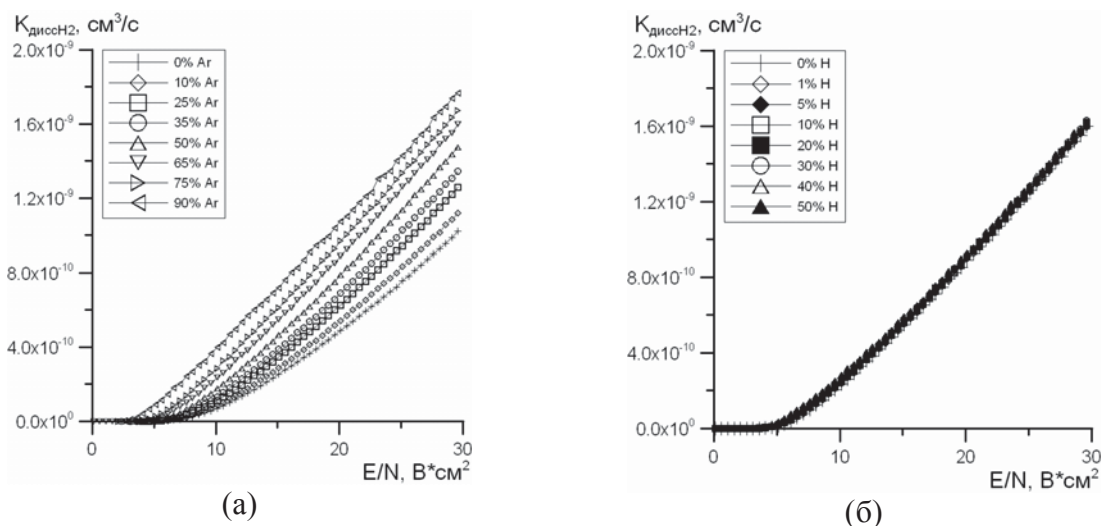 KдиссH2, см³/с
2.0x10⁻⁹
1.6x10⁻⁹
1.2x10⁻⁹
8.0x10⁻¹⁰
4.0x10⁻¹⁰
0.0x10⁰
0% Ar
10% Ar
25% Ar
35% Ar
50% Ar
65% Ar
75% Ar
90% Ar
0 10 20 30
E/N, В*см²
(а)
KдиссH2, см³/с
2.0x10⁻⁹
1.6x10⁻⁹
1.2x10⁻⁹
8.0x10⁻¹⁰
4.0x10⁻¹⁰
0.0x10⁰
0% H
1% H
5% H
10% H
20% H
30% H
40% H
50% H
0 10 20 30
E/N, В*см²
(б)